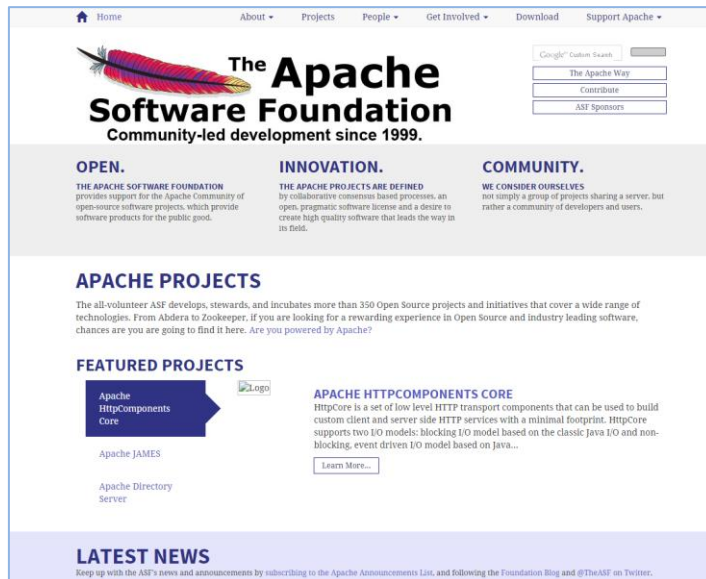 Home About Projects People Get Involved Download Support Apache
The Apache
Software Foundation
Community-led development since 1999.
Google™ Custom Search
The Apache Way
Contribute
ASF Sponsors
OPEN.
THE APACHE SOFTWARE FOUNDATION
provides support for the Apache Community of
open-source software projects, which provide
software products for the public good.
INNOVATION.
THE APACHE PROJECTS ARE DEFINED
by collaborative consensus based processes, an
open, pragmatic software license and a desire to
create high quality software that leads the way in
its field.
COMMUNITY.
WE CONSIDER OURSELVES
not simply a group of projects sharing a server, but
rather a community of developers and users.
APACHE PROJECTS
The all-volunteer ASF develops, stewards, and incubates more than 350 Open Source projects and initiatives that cover a wide range of
technologies. From Abdera to Zookeeper, if you are looking for a rewarding experience in Open Source and industry leading software,
chances are you are going to find it here. Are you powered by Apache?
FEATURED PROJECTS
Apache
HttpComponents
Core
Apache JAMES
Apache Directory
Server
Logo
APACHE HTTPCOMPONENTS CORE
HttpCore is a set of low level HTTP transport components that can be used to build
custom client and server side HTTP services with a minimal footprint. HttpCore
supports two I/O models: blocking I/O model based on the classic Java I/O and non-
blocking, event driven I/O model based on Java...
Learn More...
LATEST NEWS
Keep up with the ASF's news and announcements by subscribing to the Apache Announcements List, and following the Foundation Blog and @TheASF on Twitter.